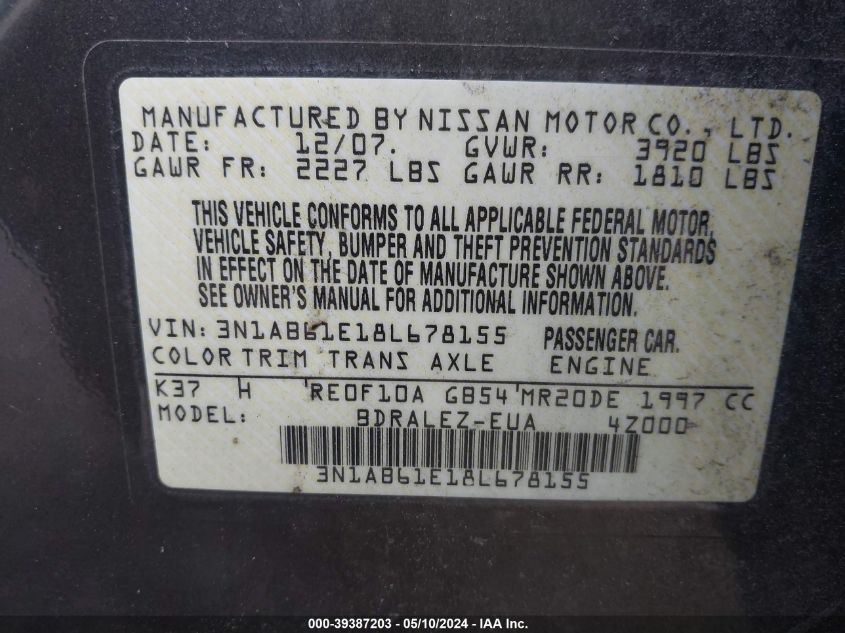 MANUFACTURED BY NISSAN MOTOR CO., LTD.
DATE: 12/07. GVWR: 3920 LBS
GAWR FR: 2227 LBS GAWR RR: 1810 LBS
THIS VEHICLE CONFORMS TO ALL APPLICABLE FEDERAL MOTOR,
VEHICLE SAFETY, BUMPER AND THEFT PREVENTION STANDARDS
IN EFFECT ON THE DATE OF MANUFACTURE SHOWN ABOVE.
SEE OWNER'S MANUAL FOR ADDITIONAL INFORMATION.
VIN: 3N1AB61E18L678155 PASSENGER CAR.
COLOR TRIM TRANS AXLE ENGINE
K37 H RE0F10A GB54 MR20DE 1997 CC
MODEL: BDRALEZ-EUA 4Z000
3N1AB61E18L678155
000-39387203 - 05/10/2024 - IAA Inc.